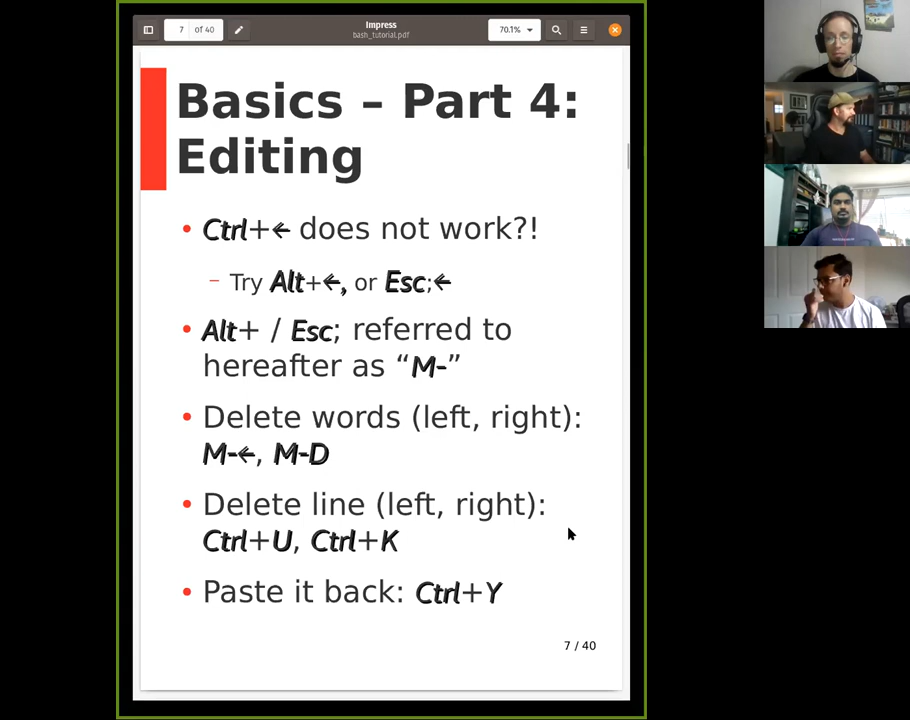 7 of 40
Impress
bash_tutorial.pdf
70.1%
Basics – Part 4:
Editing
• Ctrl+← does not work?!
– Try Alt+←, or Esc;←
• Alt+ / Esc; referred to
hereafter as “M-”
• Delete words (left, right):
M-←, M-D
• Delete line (left, right):
Ctrl+U, Ctrl+K
• Paste it back: Ctrl+Y
7 / 40